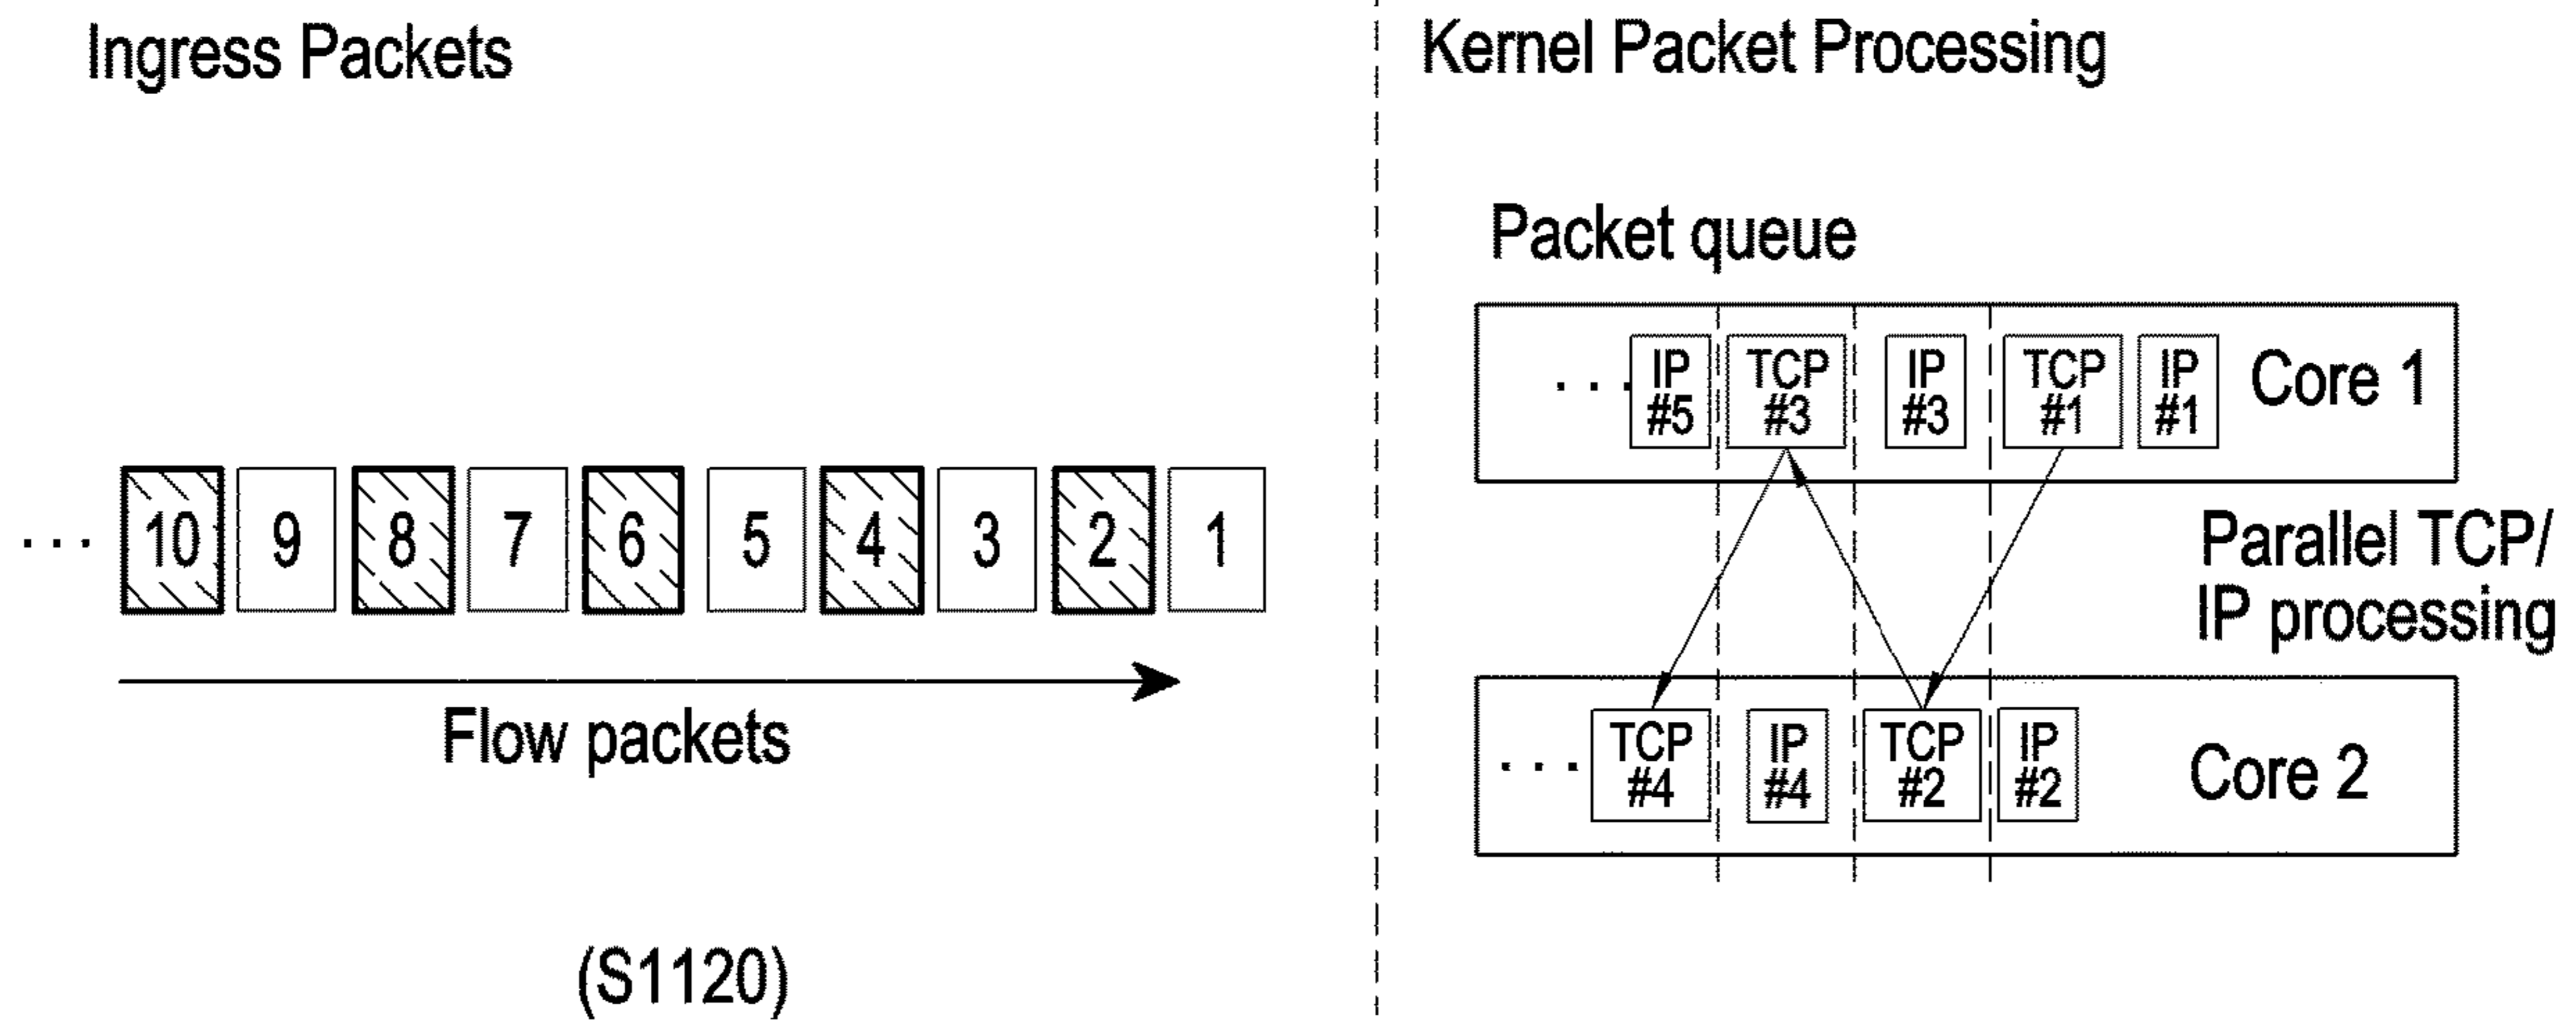 Ingress Packets
Kernel Packet Processing
Packet queue
... IP #5 TCP #3 IP #3 TCP #1 IP #1 Core 1
... 10 9 8 7 6 5 4 3 2 1
Parallel TCP/
IP processing
Flow packets
... TCP #4 IP #4 TCP #2 IP #2 Core 2
(S1120)